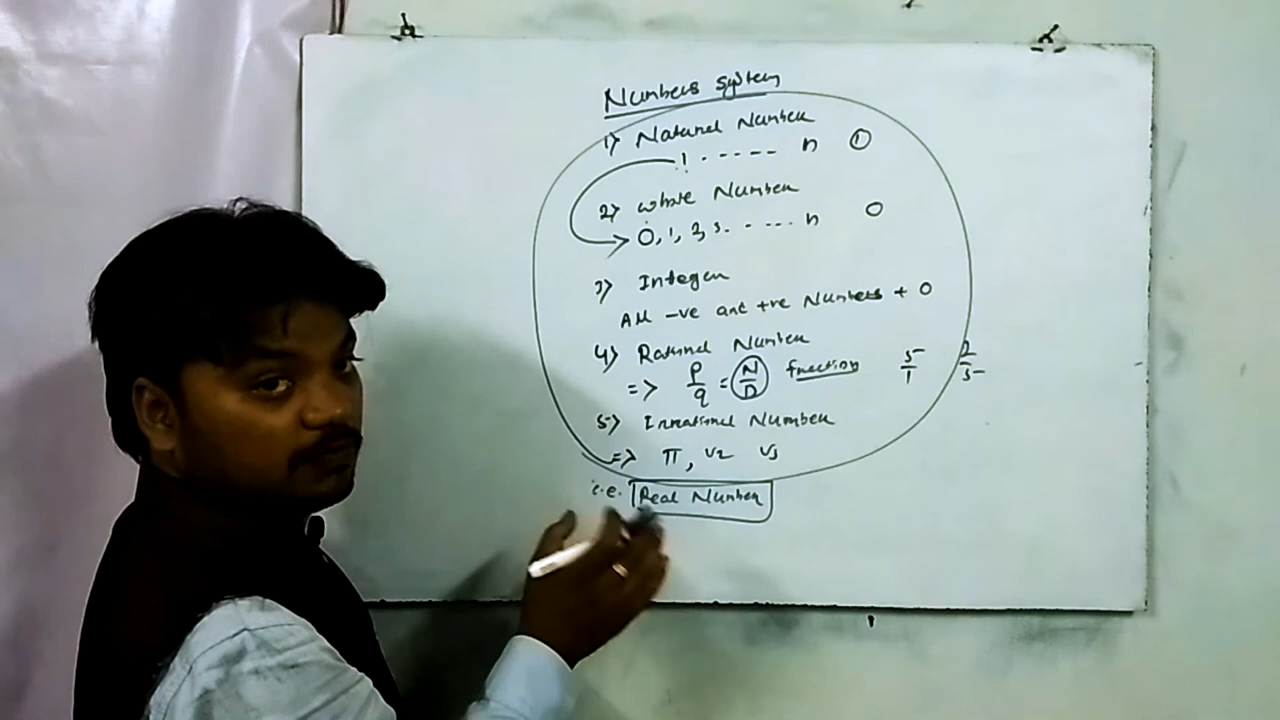 Numbers system
1) Natural Number
1 ------ n ①
2) whole Number
0, 1, 2, 3. - ---- n 0
3) Integer
All -ve and +ve Numbers + 0
4) Rational Number
=> P/q = N/D fraction 5/1 2/5
5) Irrational Number
=> π, √2 √3
i.e. Real Number